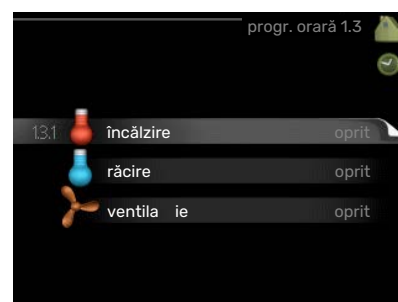 progr. orară 1.3
1.3.1 încălzire oprit
răcire oprit
ventila ie oprit